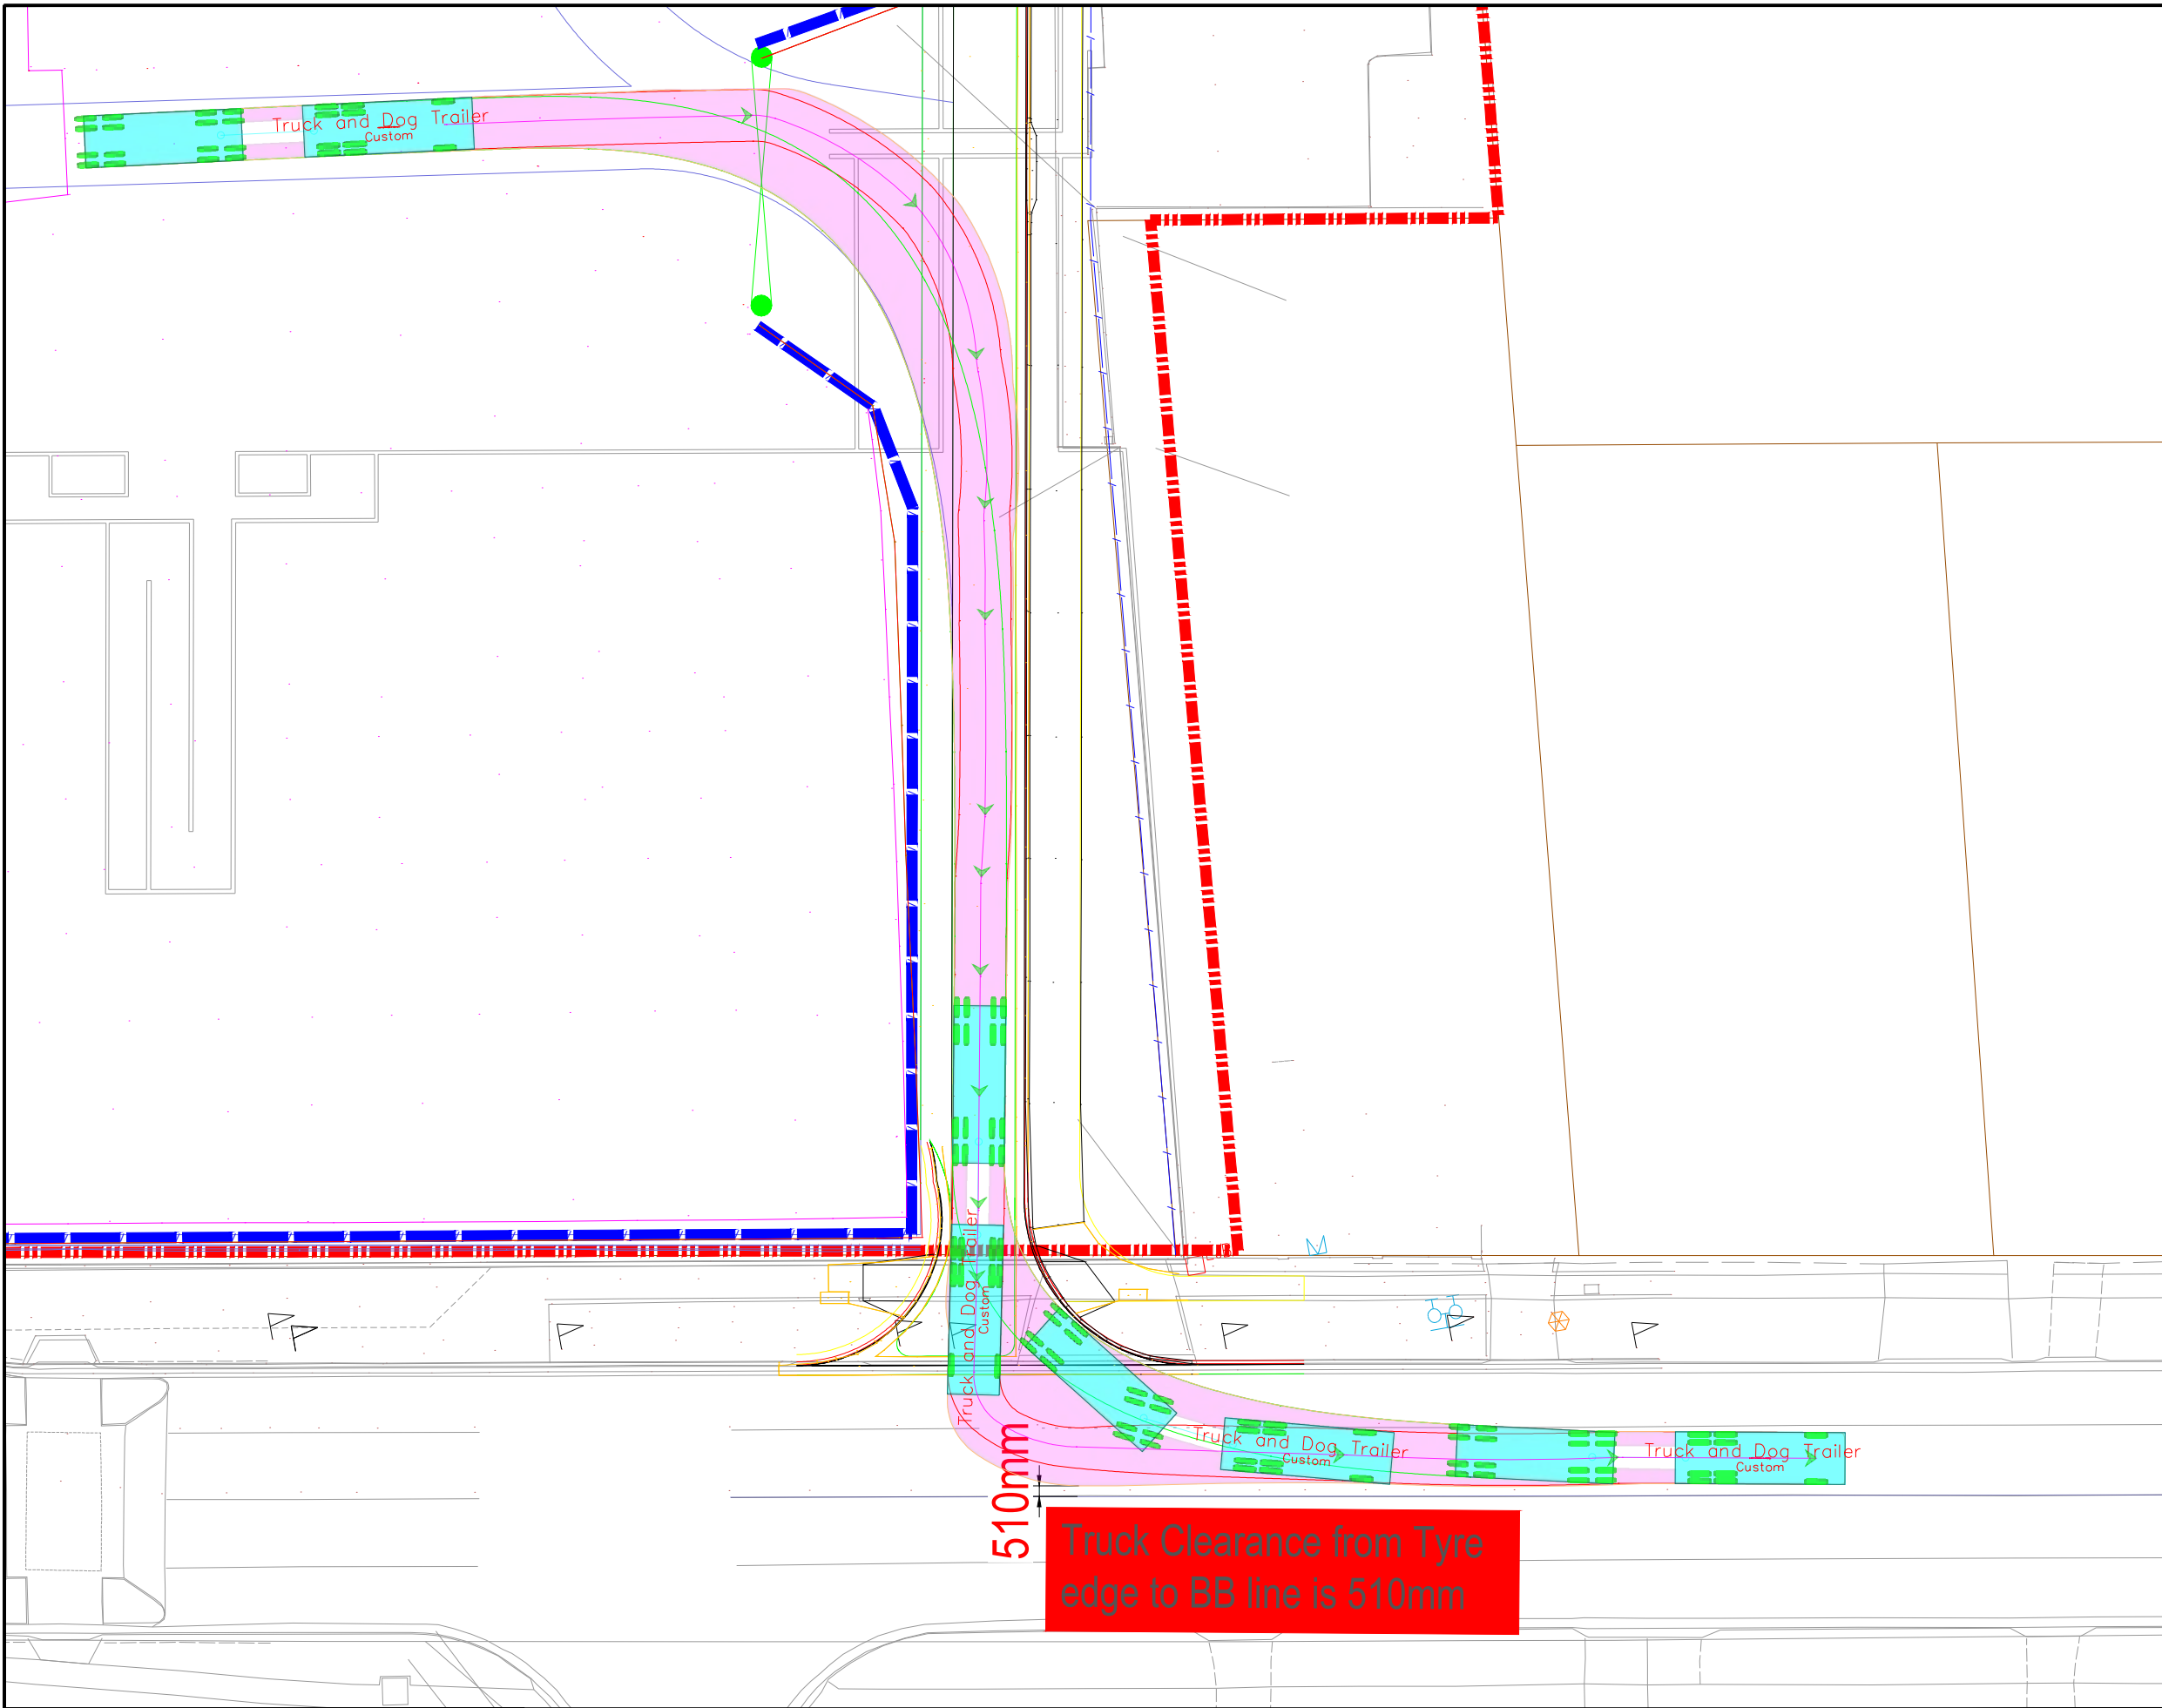 Truck and Dog Trailer
Custom
Truck and Dog Trailer
Custom
Truck and Dog Trailer
Custom
Truck and Dog Trailer
Custom
510mm
Truck Clearance from Tyre
edge to BB line is 510mm